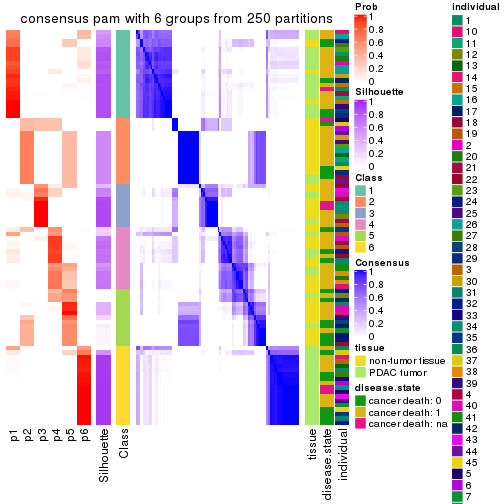 consensus pam with 6 groups from 250 partitions
p1
p2
p3
p4
p5
p6
Silhouette
Class
tissue
disease.state
individual
Prob
1
0.8
0.6
0.4
0.2
0
Silhouette
1
0.8
0.6
0.4
0.2
0
Class
1
2
3
4
5
6
Consensus
1
0.8
0.6
0.4
0.2
0
tissue
non-tumor tissue
PDAC tumor
disease.state
cancer death: 0
cancer death: 1
cancer death: na
individual
1
10
11
12
13
14
15
16
17
18
19
2
20
21
22
23
24
25
26
27
28
29
3
30
31
32
33
34
35
36
37
38
39
4
40
41
42
43
44
45
5
6
7